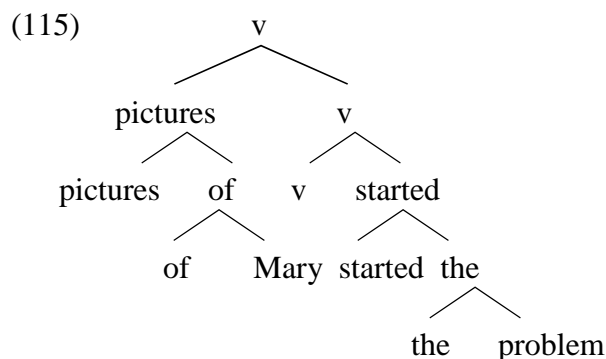 (115) v
pictures v
pictures of v started
of Mary started the
the problem